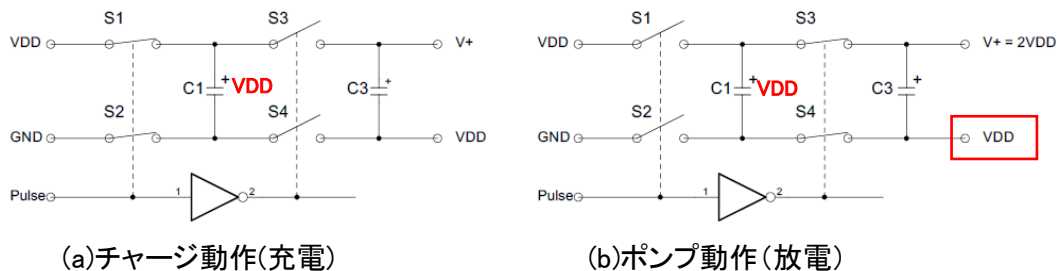 S1 S3
VDD V+
C1 + VDD C3 +
S2 S4
GND VDD
Pulse 1 2
(a)チャージ動作(充電)
S1 S3
VDD V+ = 2VDD
C1 + VDD C3 +
S2 S4
GND VDD
Pulse 1 2
(b)ポンプ動作(放電)